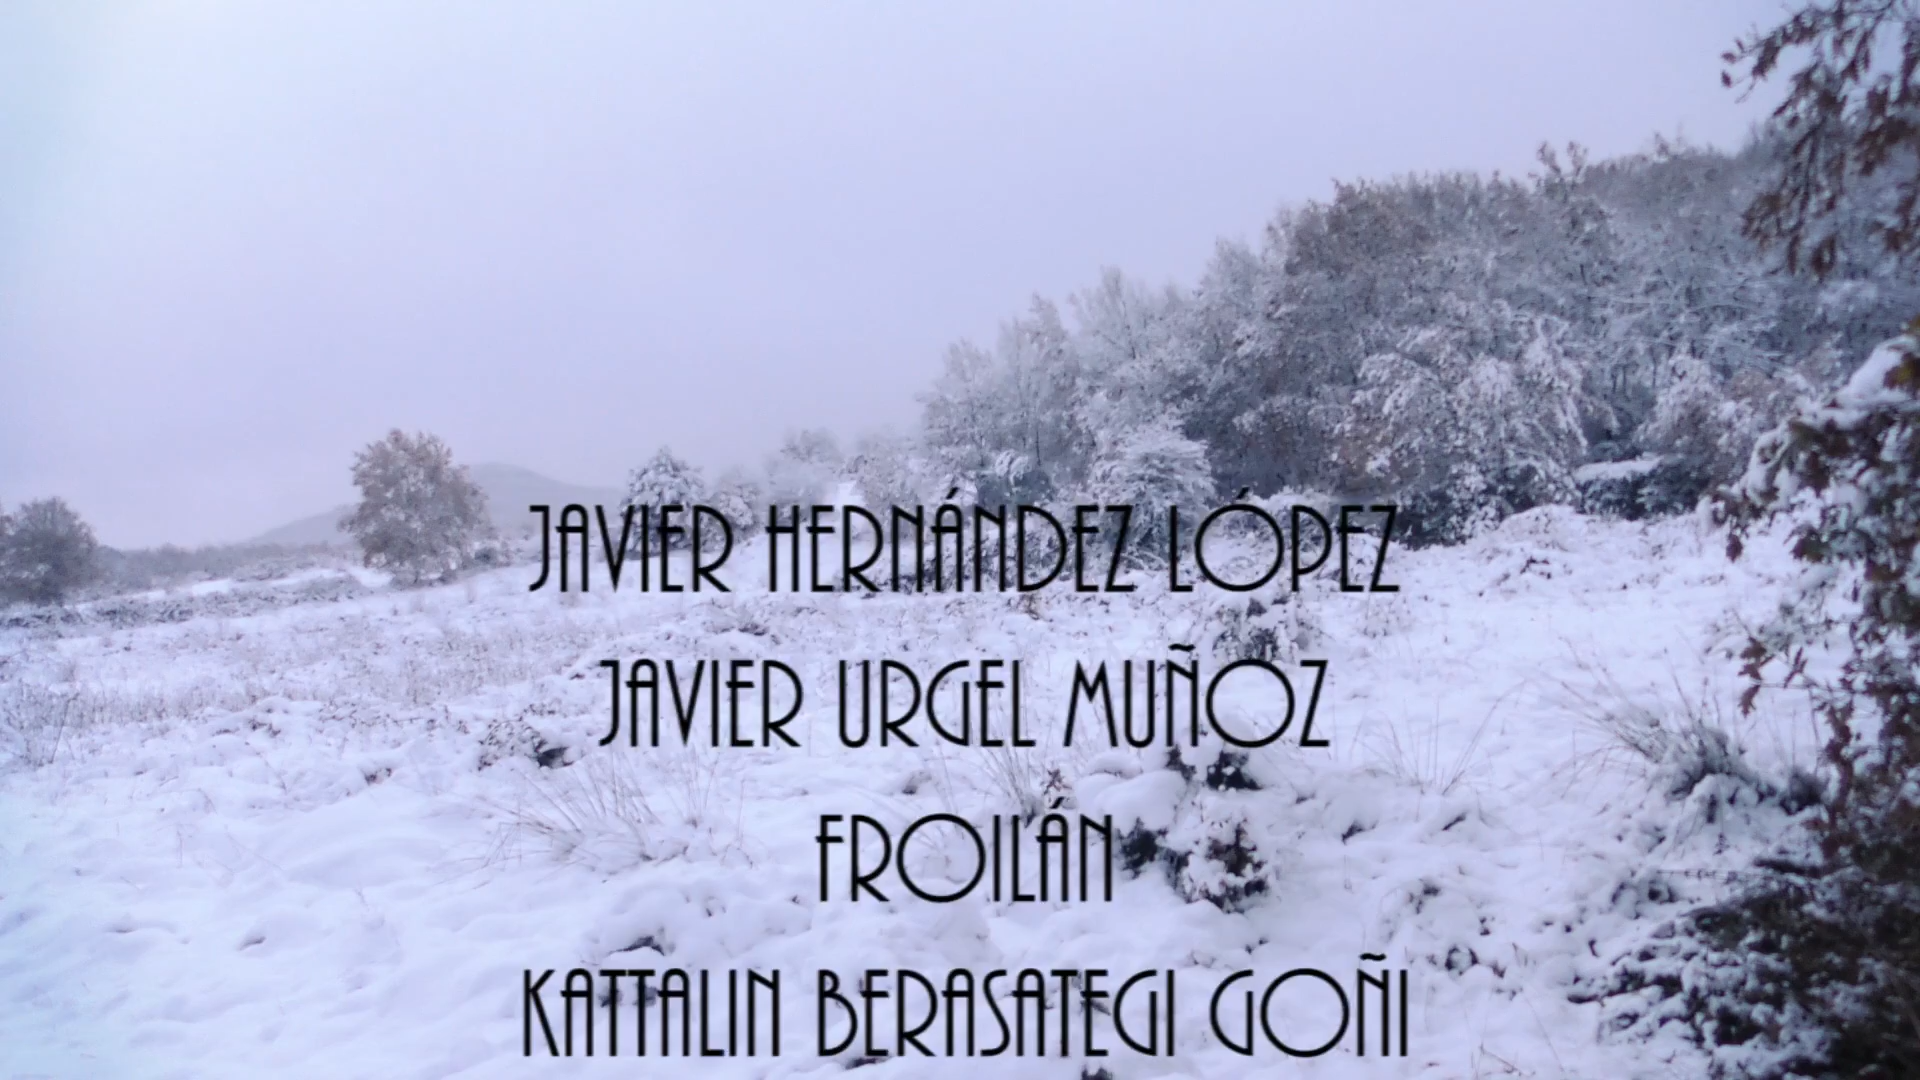 JAVIER HERNÁNDEZ LÓPEZ
JAVIER URGEL MUÑOZ
FROILÁN
KATTALIN BERASATEGI GOÑI